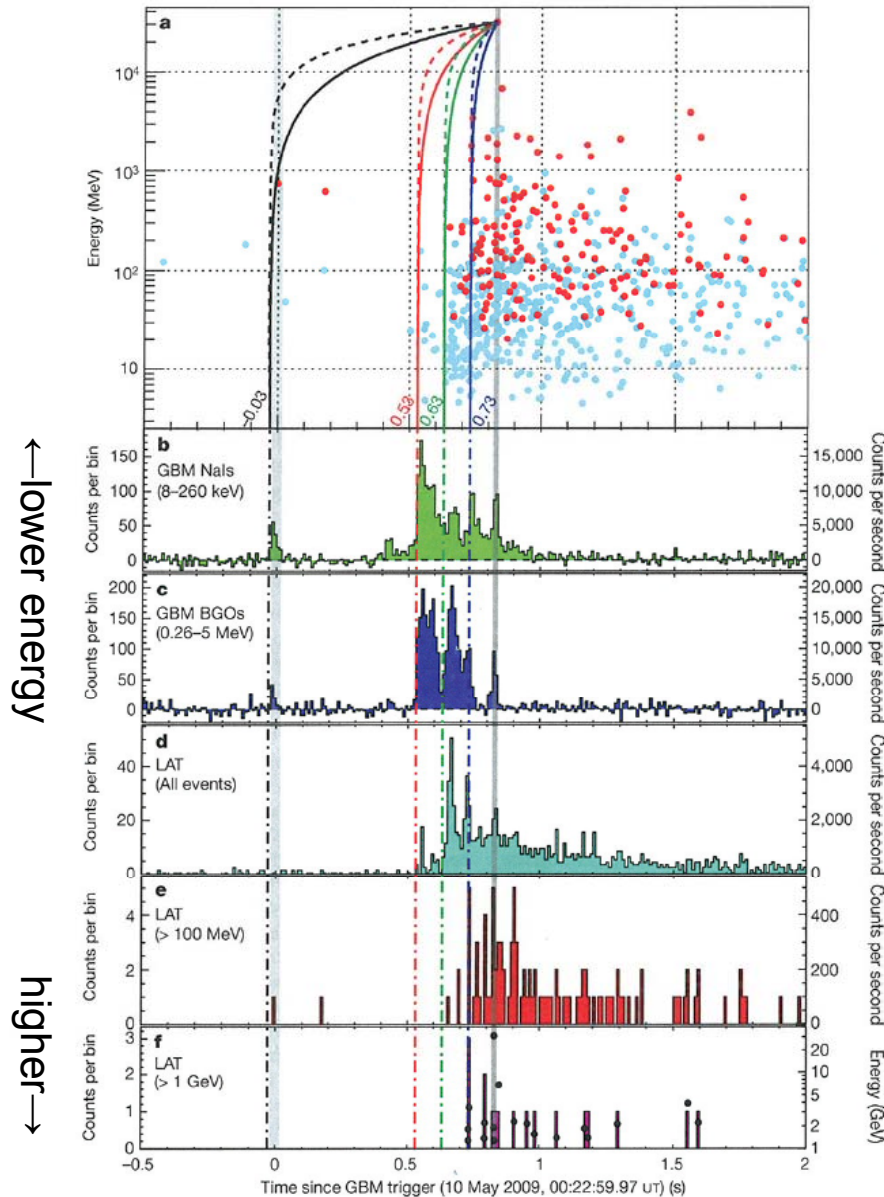 a
10⁴
10³
10²
10
Energy (MeV)
−0.03
0.53
0.63
0.73
←lower energy
higher→
b
GBM NaIs
(8–260 keV)
150
100
50
0
Counts per bin
15,000
10,000
5,000
0
Counts per second
c
GBM BGOs
(0.26–5 MeV)
200
150
100
50
0
Counts per bin
20,000
15,000
10,000
5,000
0
Counts per second
d
LAT
(All events)
40
20
0
Counts per bin
4,000
2,000
0
Counts per second
e
LAT
(> 100 MeV)
4
2
0
Counts per bin
400
200
0
Counts per second
f
LAT
(> 1 GeV)
3
2
1
0
Counts per bin
20
10
5
2
1
Energy (GeV)
−0.5
0
0.5
1
1.5
2
Time since GBM trigger (10 May 2009, 00:22:59.97 UT) (s)